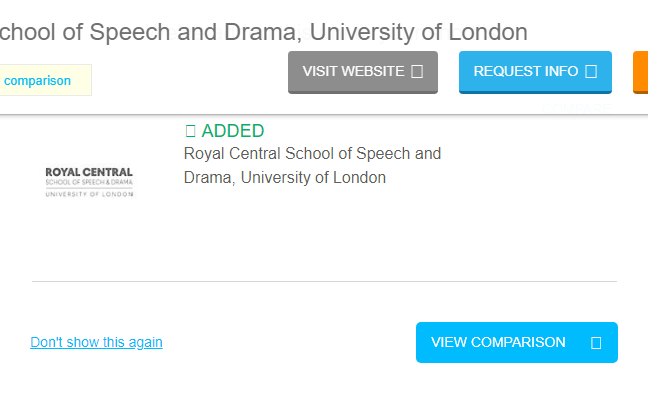 chool of Speech and Drama, University of London
comparison
VISIT WEBSITE
REQUEST INFO
ADDED
Royal Central School of Speech and
Drama, University of London
ROYAL CENTRAL
SCHOOL OF SPEECH & DRAMA
UNIVERSITY OF LONDON
Don't show this again
VIEW COMPARISON